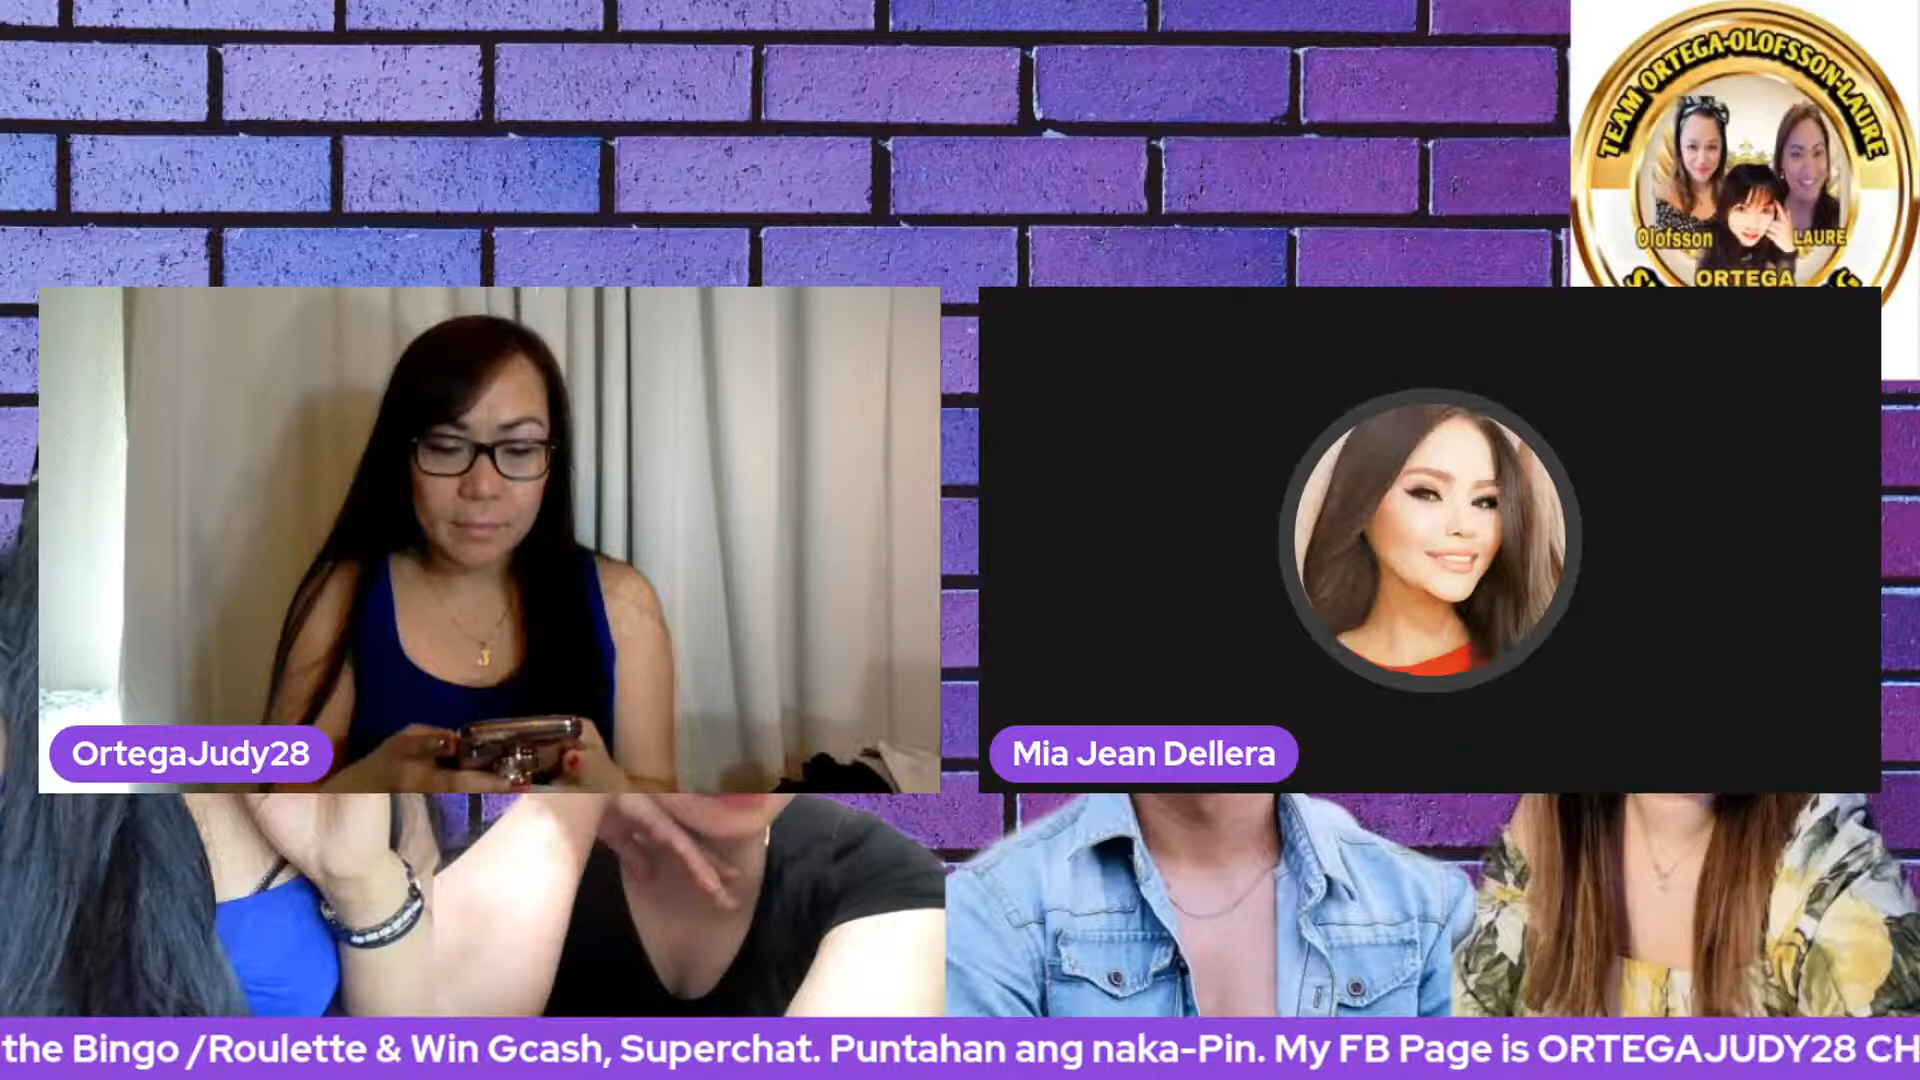 TEAM ORTEGA-OLOFSSON-LAURE
Olofsson
LAURE
ORTEGA
OrtegaJudy28
Mia Jean Dellera
the Bingo /Roulette & Win Gcash, Superchat. Puntahan ang naka-Pin. My FB Page is ORTEGAJUDY28 CH